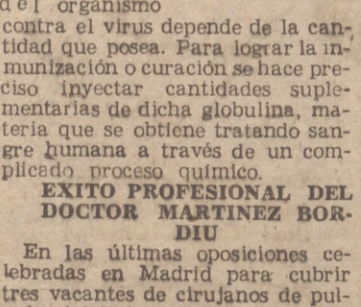 del organismo
contra el virus depende de la can-
tidad que posea. Para lograr la in-
munización o curación se hace pre-
ciso inyectar cantidades suple-
mentarias de dicha globulina, ma-
teria que se obtiene tratando san-
gre humana a través de un com-
plicado proceso químico.
EXITO PROFESIONAL DEL
DOCTOR MARTINEZ BOR-
DIU
En las últimas oposiciones ce-
lebradas en Madrid para cubrir
tres vacantes de cirujanos de pul-